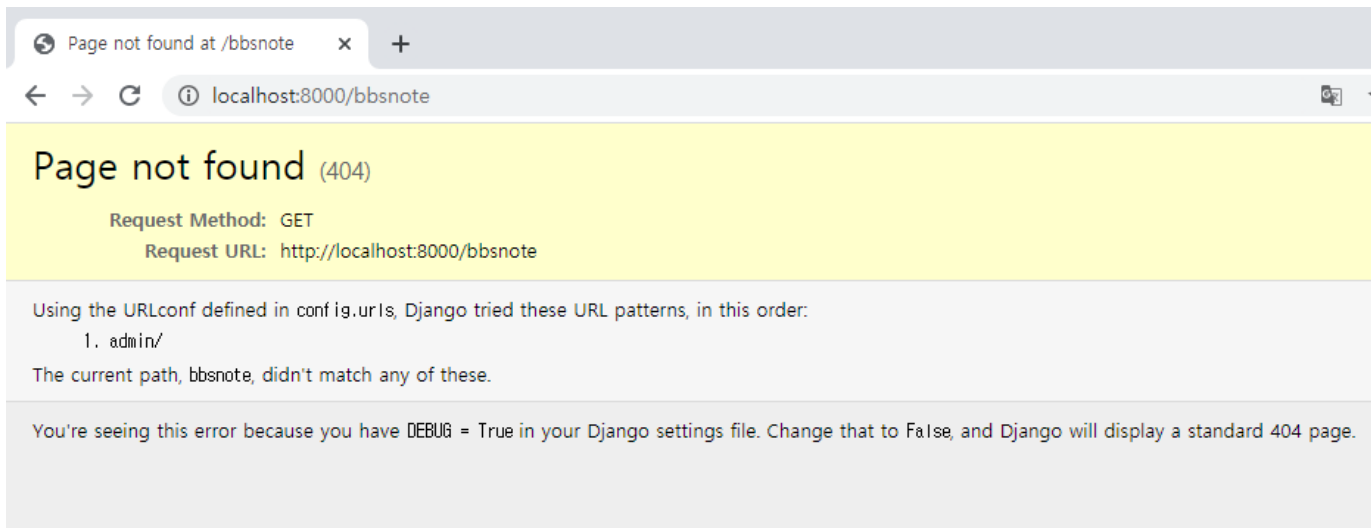 Page not found at /bbsnote
localhost:8000/bbsnote
Page not found (404)
Request Method: GET
Request URL: http://localhost:8000/bbsnote
Using the URLconf defined in config.urls, Django tried these URL patterns, in this order:
1. admin/
The current path, bbsnote, didn't match any of these.
You're seeing this error because you have DEBUG = True in your Django settings file. Change that to False, and Django will display a standard 404 page.